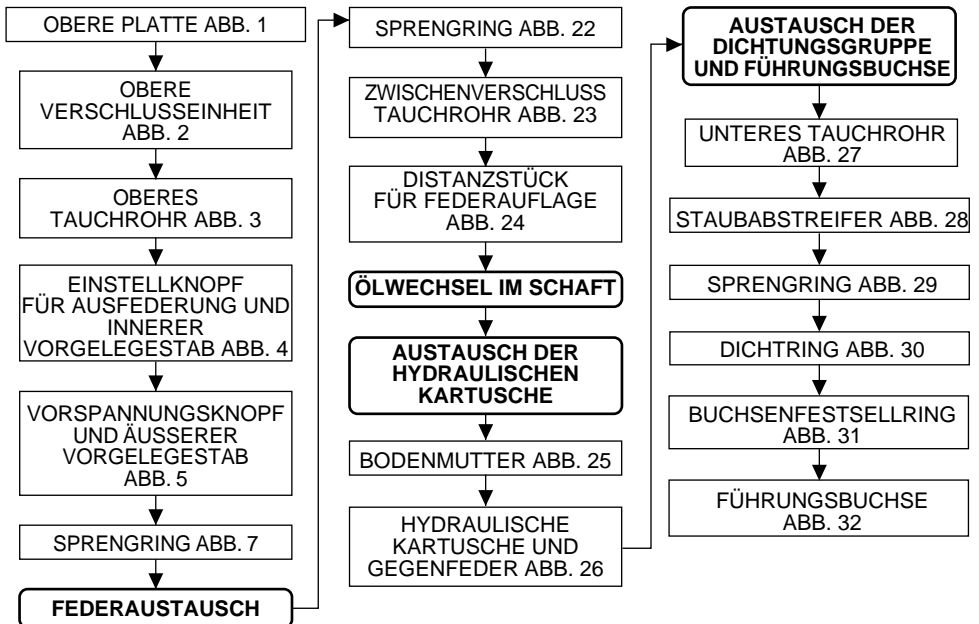 OBERE PLATTE ABB. 1
OBERE
VERSCHLUSSEINHEIT
ABB. 2
OBERES
TAUCHROHR ABB. 3
EINSTELLKNOPF
FÜR AUSFEDERUNG UND
INNERER
VORGELEGESTAB ABB. 4
VORSPANNUNGSKNOPF
UND ÄUSSERER
VORGELEGESTAB
ABB. 5
SPRENGRING ABB. 7
FEDERAUSTAUSCH
SPRENGRING ABB. 22
ZWISCHENVERSCHLUSS
TAUCHROHR ABB. 23
DISTANZSTÜCK
FÜR FEDERAUFLAGE
ABB. 24
ÖLWECHSEL IM SCHAFT
AUSTAUSCH DER
HYDRAULISCHEN
KARTUSCHE
BODENMUTTER ABB. 25
HYDRAULISCHE
KARTUSCHE UND
GEGENFEDER ABB. 26
AUSTAUSCH DER
DICHTUNGSGRUPPE
UND FÜHRUNGSBUCHSE
UNTERES TAUCHROHR
ABB. 27
STAUBABSTREIFER ABB. 28
SPRENGRING ABB. 29
DICHTRING ABB. 30
BUCHSENFESTSELLRING
ABB. 31
FÜHRUNGSBUCHSE
ABB. 32